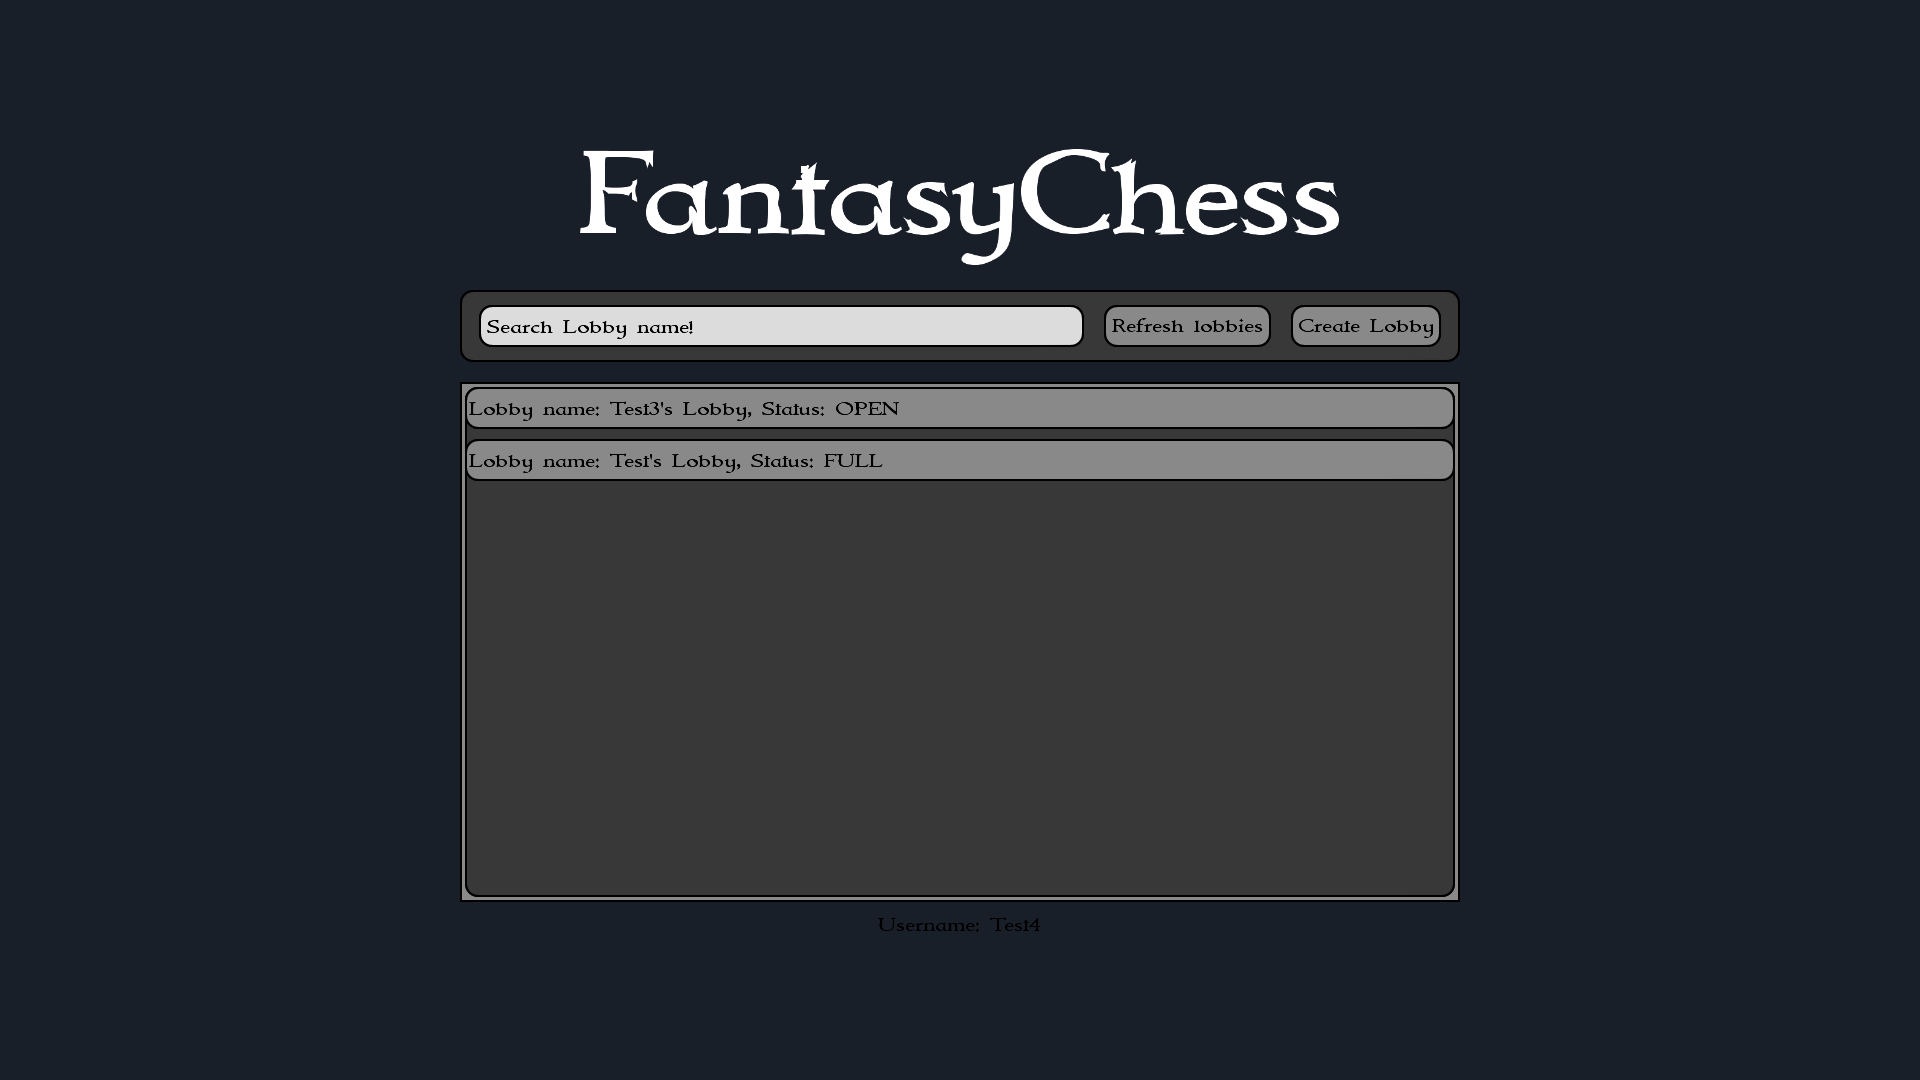 FantasyChess
Search Lobby name!
Refresh lobbies
Create Lobby
Lobby name: Test3's Lobby, Status: OPEN
Lobby name: Test's Lobby, Status: FULL
Username: Test4